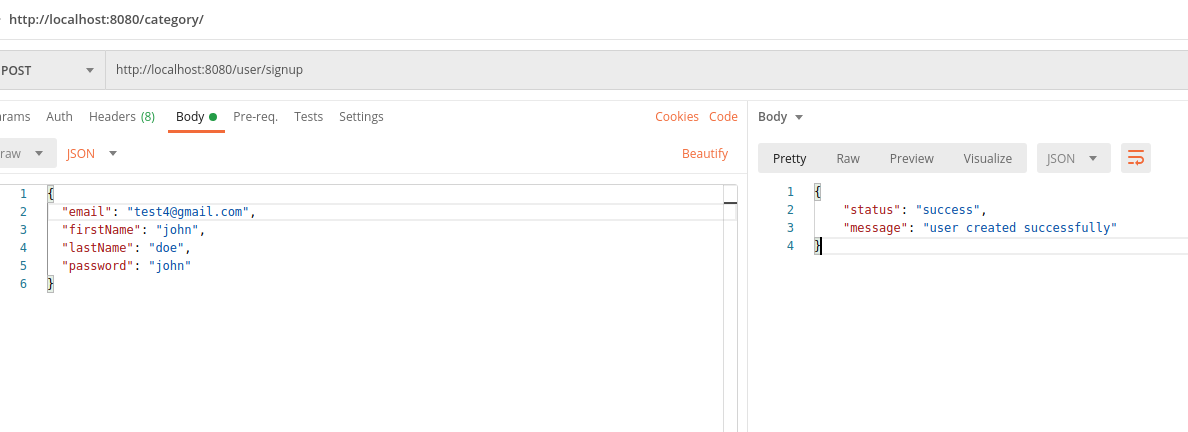 http://localhost:8080/category/
POST
http://localhost:8080/user/signup
arams Auth Headers (8) Body Pre-req. Tests Settings Cookies Code
raw JSON Beautify
1 {
2 "email": "test4@gmail.com",
3 "firstName": "john",
4 "lastName": "doe",
5 "password": "john"
6 }
Body
Pretty Raw Preview Visualize JSON
1 {
2 "status": "success",
3 "message": "user created successfully"
4 }